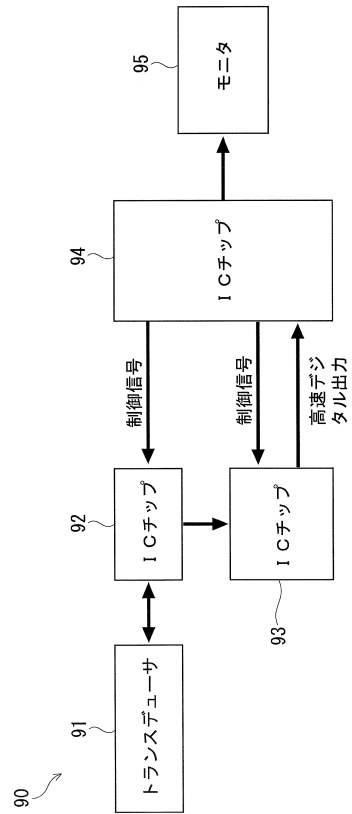 90
91
トランスデューサ
92
ＩＣチップ
93
ＩＣチップ
制御信号
制御信号
高速デジ
タル出力
94
ＩＣチップ
95
モニタ